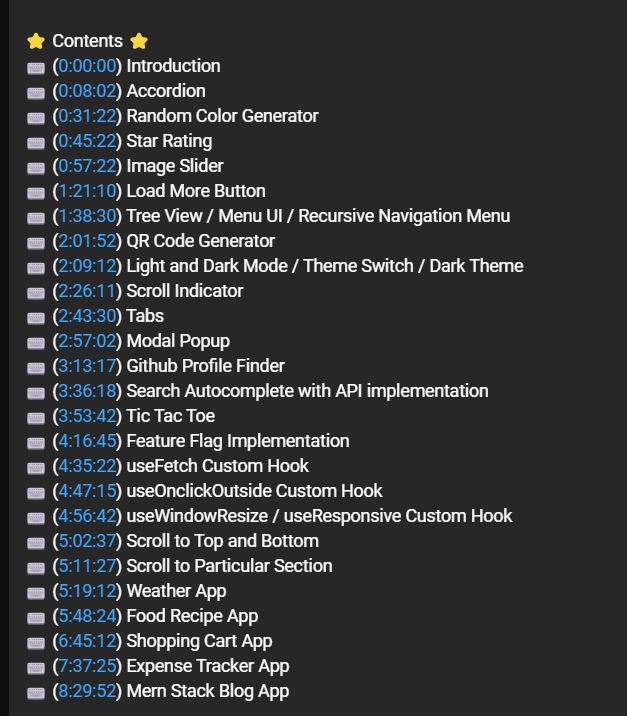 ⭐ Contents ⭐
⌨️ (0:00:00) Introduction
⌨️ (0:08:02) Accordion
⌨️ (0:31:22) Random Color Generator
⌨️ (0:45:22) Star Rating
⌨️ (0:57:22) Image Slider
⌨️ (1:21:10) Load More Button
⌨️ (1:38:30) Tree View / Menu UI / Recursive Navigation Menu
⌨️ (2:01:52) QR Code Generator
⌨️ (2:09:12) Light and Dark Mode / Theme Switch / Dark Theme
⌨️ (2:26:11) Scroll Indicator
⌨️ (2:43:30) Tabs
⌨️ (2:57:02) Modal Popup
⌨️ (3:13:17) Github Profile Finder
⌨️ (3:36:18) Search Autocomplete with API implementation
⌨️ (3:53:42) Tic Tac Toe
⌨️ (4:16:45) Feature Flag Implementation
⌨️ (4:35:22) useFetch Custom Hook
⌨️ (4:47:15) useOnclickOutside Custom Hook
⌨️ (4:56:42) useWindowResize / useResponsive Custom Hook
⌨️ (5:02:37) Scroll to Top and Bottom
⌨️ (5:11:27) Scroll to Particular Section
⌨️ (5:19:12) Weather App
⌨️ (5:48:24) Food Recipe App
⌨️ (6:45:12) Shopping Cart App
⌨️ (7:37:25) Expense Tracker App
⌨️ (8:29:52) Mern Stack Blog App